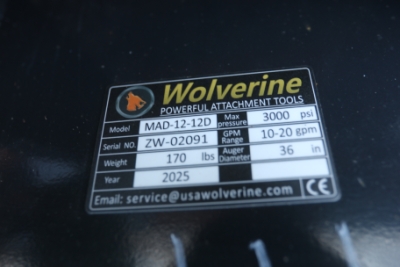 Wolverine
POWERFUL ATTACHMENT TOOLS
Model MAD-12-12D Max pressure 3000 psi
Serial NO. ZW-02091 GPM Range 10-20 gpm
Weight 170 lbs Auger Diameter 36 in
Year 2025
Email: service@usawolverine.com CE